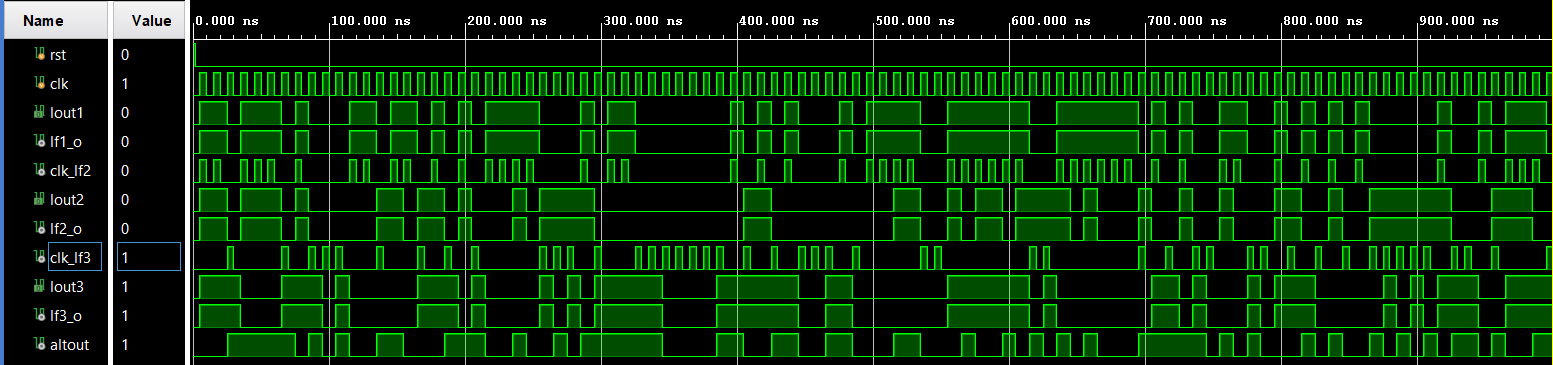 Name Value 0.000 ns 100.000 ns 200.000 ns 300.000 ns 400.000 ns 500.000 ns 600.000 ns 700.000 ns 800.000 ns 900.000 ns
rst 0
clk 1
lout1 0
lf1_o 0
clk_lf2 0
lout2 0
lf2_o 0
clk_lf3 1
lout3 1
lf3_o 1
altout 1